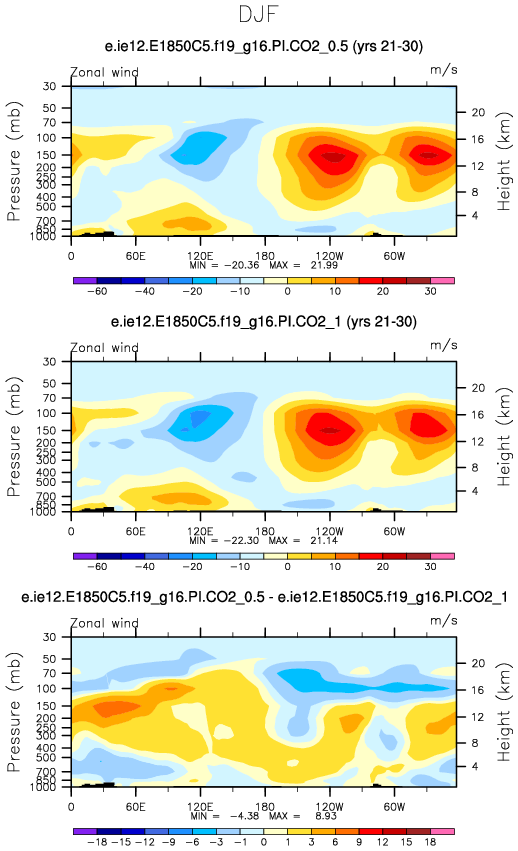 DJF
e.ie12.E1850C5.f19_g16.PI.CO2_0.5 (yrs 21-30)
Zonal wind m/s
Pressure (mb)
30
50
70
100
150
200
250
300
400
500
700
850
1000
Height (km)
20
16
12
8
4
0 60E 120E 180 120W 60W
MIN = -20.36 MAX = 21.99
-60 -40 -20 -10 0 10 15 20 30
e.ie12.E1850C5.f19_g16.PI.CO2_1 (yrs 21-30)
Zonal wind m/s
Pressure (mb)
30
50
70
100
150
200
250
300
400
500
700
850
1000
Height (km)
20
16
12
8
4
0 60E 120E 180 120W 60W
MIN = -22.30 MAX = 21.14
-60 -40 -20 -10 0 10 15 20 30
e.ie12.E1850C5.f19_g16.PI.CO2_0.5 - e.ie12.E1850C5.f19_g16.PI.CO2_1
Zonal wind m/s
Pressure (mb)
30
50
70
100
150
200
250
300
400
500
700
850
1000
Height (km)
20
16
12
8
4
0 60E 120E 180 120W 60W
MIN = -4.38 MAX = 8.93
-18 -15 -12 -9 -6 -3 -1 0 1 3 6 9 12 15 18